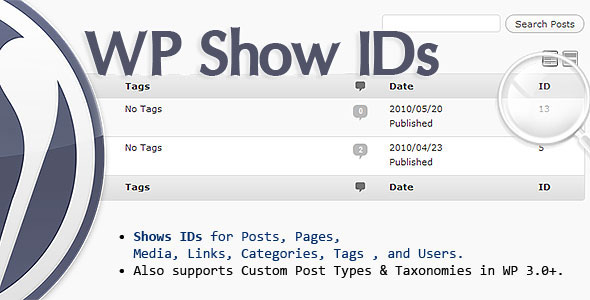 Search Posts
WP Show IDs
Tags Date ID
No Tags 0 2010/05/20 13
Published
No Tags 2 2010/04/23 5
Published
Tags Date ID
• Shows IDs for Posts, Pages,
Media, Links, Categories, Tags , and Users.
• Also supports Custom Post Types & Taxonomies in WP 3.0+.